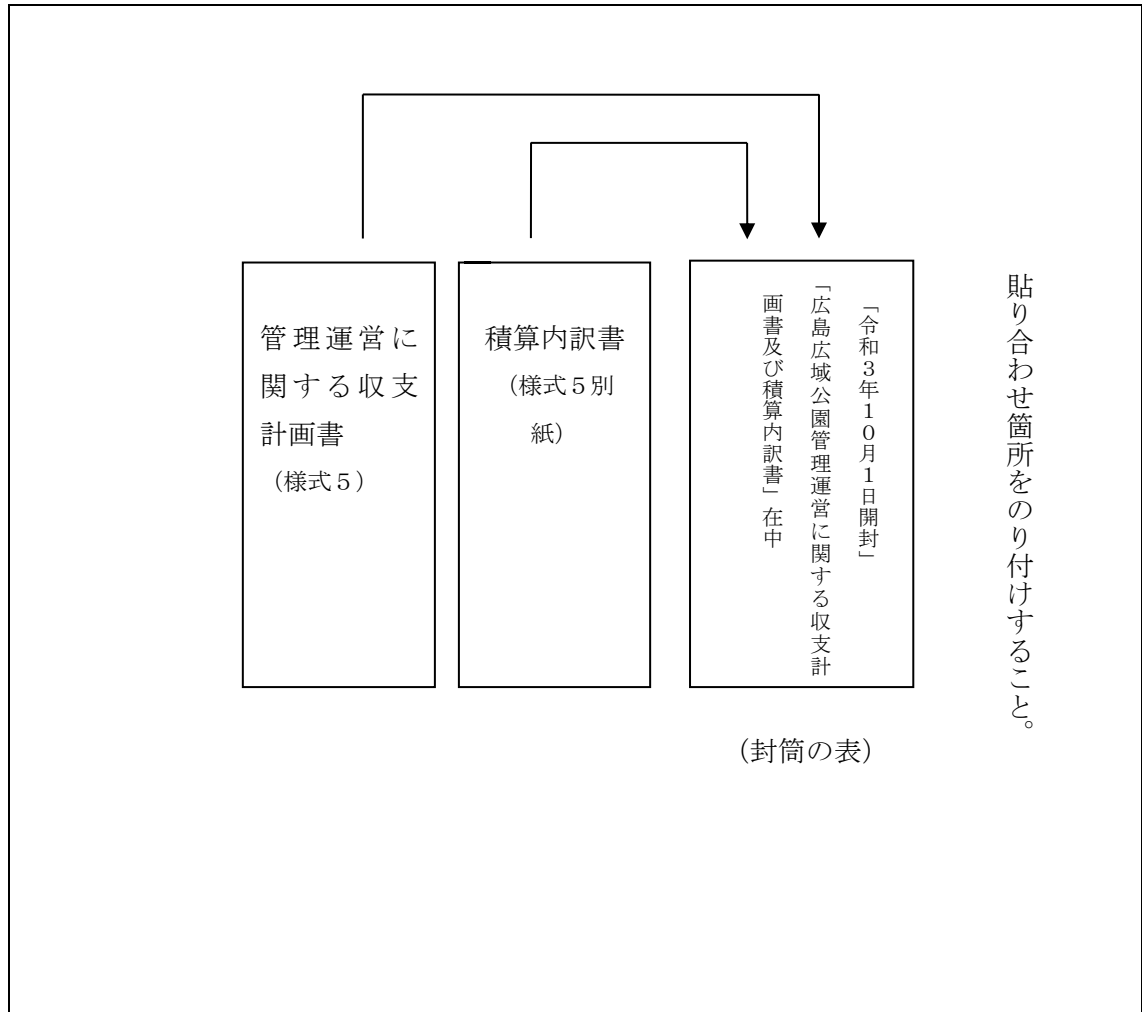 管理運営に
関する収支
計画書
（様式５）
積算内訳書
（様式５別
紙）
「令和３年１０月１日開封」
「広島広域公園管理運営に関する収支計
画書及び積算内訳書」在中
（封筒の表）
貼り合わせ箇所をのり付けすること。